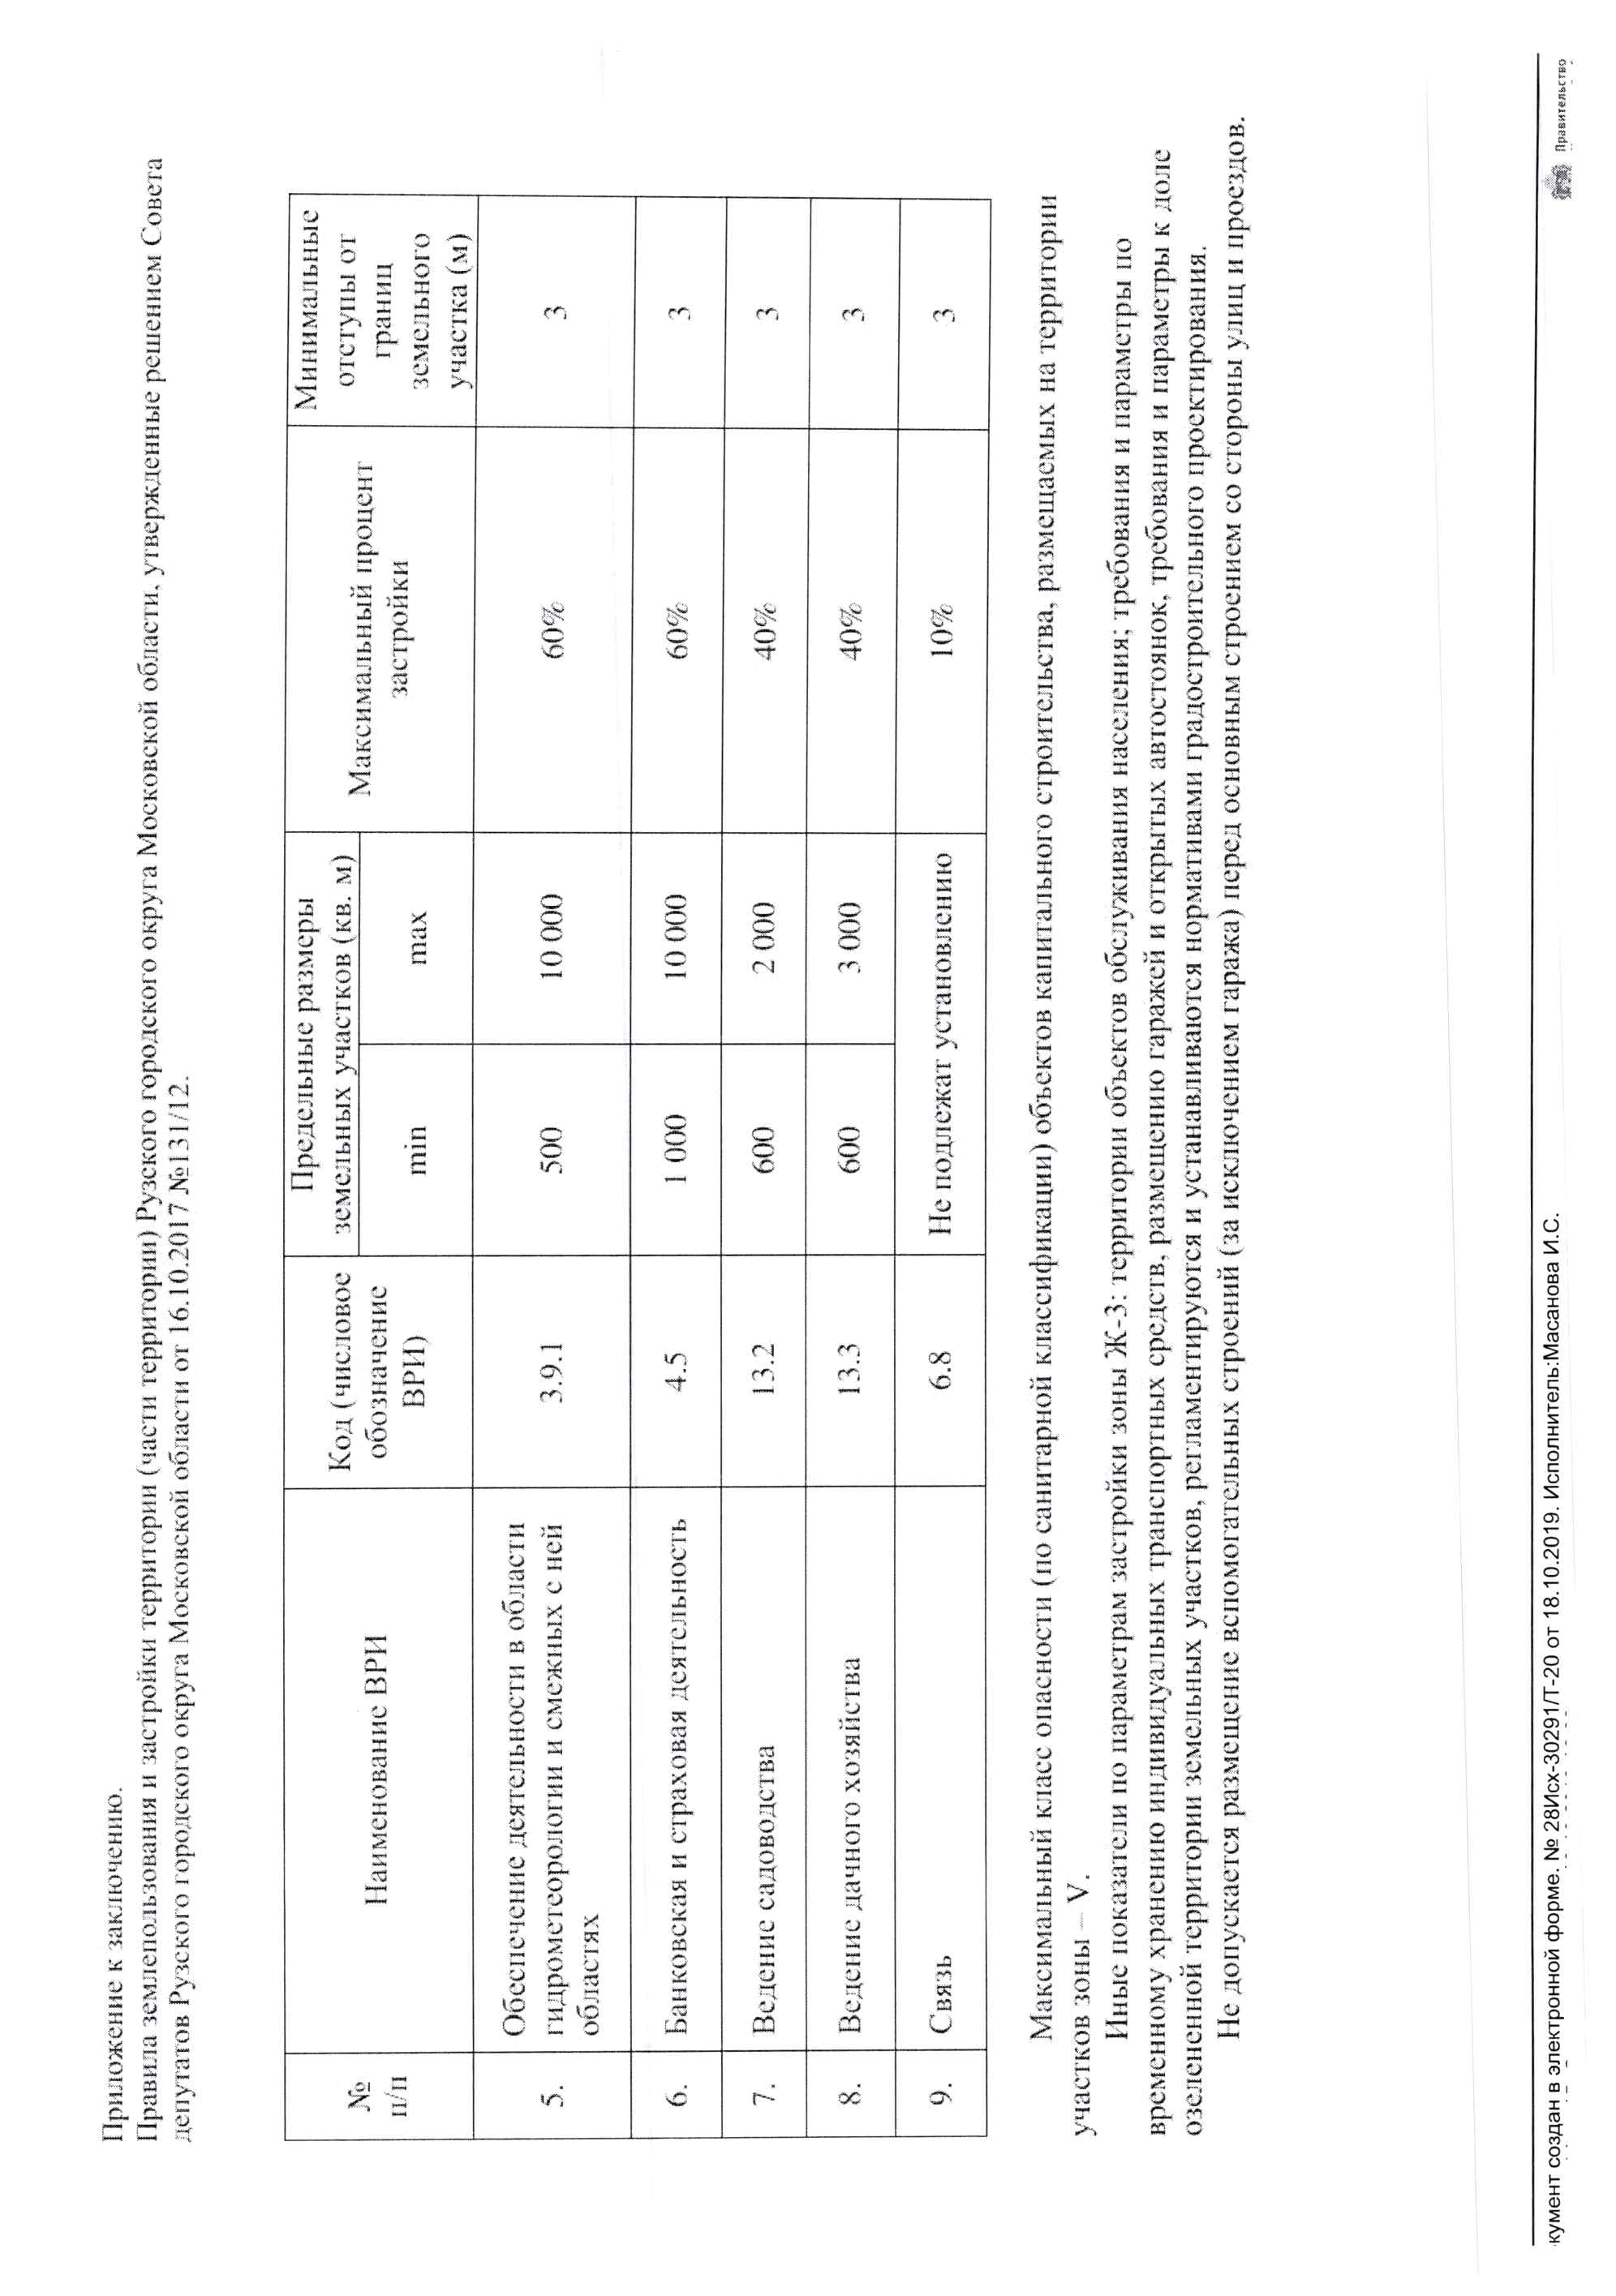 Приложение к заключению.
Правила землепользования и застройки территории (части территории) Рузского городского округа Московской области, утвержденные решением Совета
депутатов Рузского городского округа Московской области от 16.10.2017 №131/12.
№ п/п Наименование ВРИ Код (числовое обозначение ВРИ) Предельные размеры земельных участков (кв. м) Максимальный процент застройки Минимальные отступы от границ земельного участка (м)
min max
5. Обеспечение деятельности в области гидрометеорологии и смежных с ней областях 3.9.1 500 10 000 60% 3
6. Банковская и страховая деятельность 4.5 1 000 10 000 60% 3
7. Ведение садоводства 13.2 600 2 000 40% 3
8. Ведение дачного хозяйства 13.3 600 3 000 40% 3
9. Связь 6.8 Не подлежат установлению 10% 3
Максимальный класс опасности (по санитарной классификации) объектов капитального строительства, размещаемых на территории
участков зоны – V.
Иные показатели по параметрам застройки зоны Ж-3: территории объектов обслуживания населения; требования и параметры по
временному хранению индивидуальных транспортных средств, размещению гаражей и открытых автостоянок, требования и параметры к доле
озелененной территории земельных участков, регламентируются и устанавливаются нормативами градостроительного проектирования.
Не допускается размещение вспомогательных строений (за исключением гаража) перед основным строением со стороны улиц и проездов.
кумент создан в электронной форме. № 28Исх-30291/Т-20 от 18.10.2019. Исполнитель:Масанова И.С.
Правительство